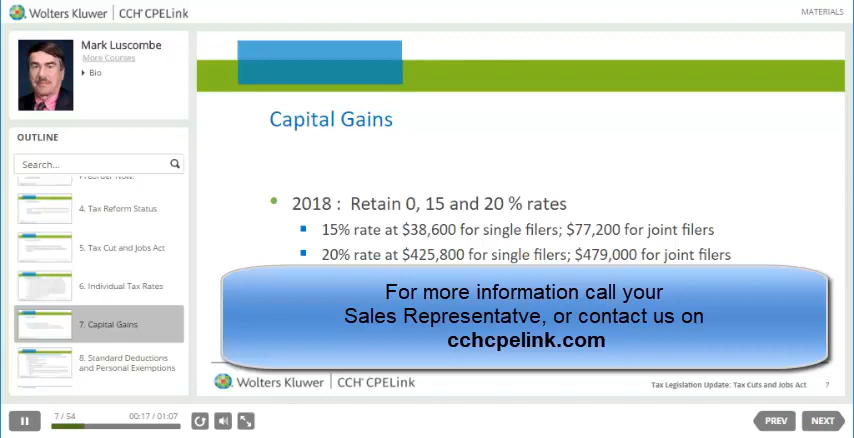 Wolters Kluwer | CCH® CPELink
MATERIALS
Mark Luscombe
More Courses
Bio
OUTLINE
Search...
4. Tax Reform Status
5. Tax Cut and Jobs Act
6. Individual Tax Rates
7. Capital Gains
8. Standard Deductions
and Personal Exemptions
Capital Gains
2018 : Retain 0, 15 and 20 % rates
15% rate at $38,600 for single filers; $77,200 for joint filers
20% rate at $425,800 for single filers; $479,000 for joint filers
For more information call your
Sales Representatve, or contact us on
cchcpelink.com
Wolters Kluwer | CCH® CPELink
Tax Legislation Update: Tax Cuts and Jobs Act 7
7 / 54 00:17 / 01:07
PREV NEXT